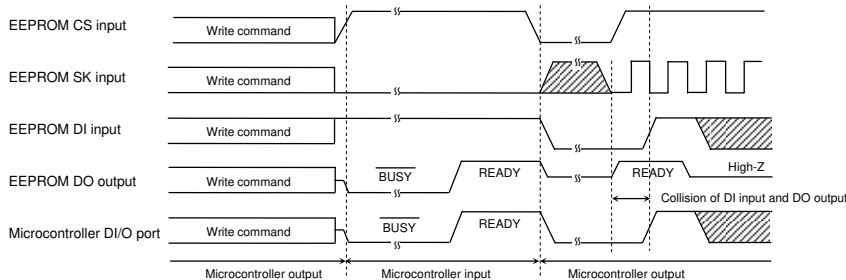 EEPROM CS input
Write command
EEPROM SK input
Write command
EEPROM DI input
Write command
EEPROM DO output
Write command
BUSY
READY
READY
High-Z
Collision of DI input and DO output
Microcontroller DI/O port
Write command
BUSY
READY
Microcontroller output
Microcontroller input
Microcontroller output